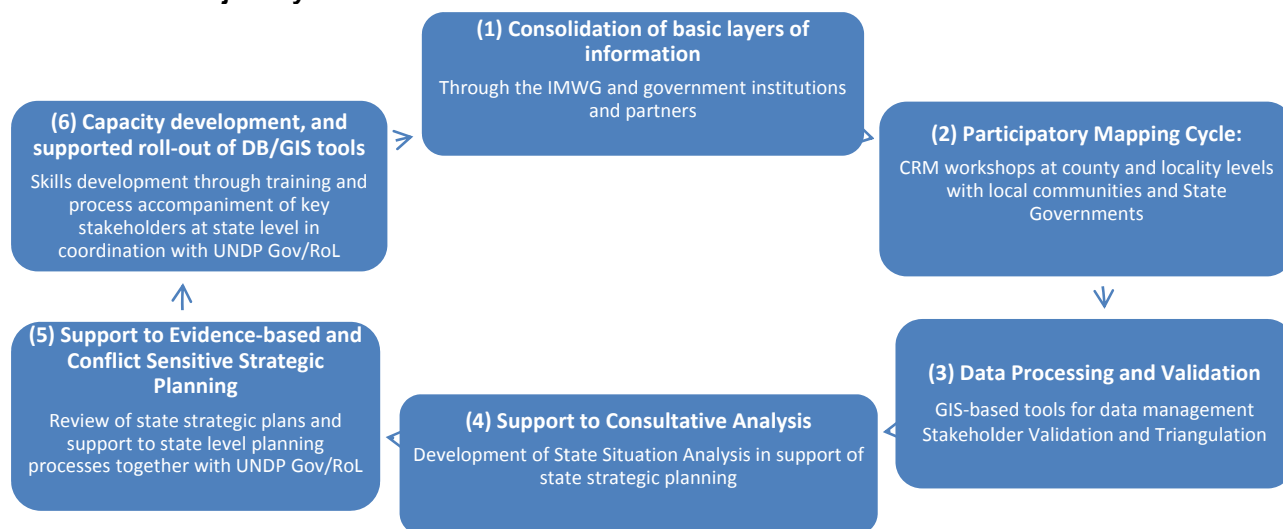 (1) Consolidation of basic layers of
information
Through the IMWG and government institutions
and partners
(2) Participatory Mapping Cycle:
CRM workshops at county and locality levels
with local communities and State
Governments
(3) Data Processing and Validation
GIS-based tools for data management
Stakeholder Validation and Triangulation
(4) Support to Consultative Analysis
Development of State Situation Analysis in support of
state strategic planning
(5) Support to Evidence-based and
Conflict Sensitive Strategic
Planning
Review of state strategic plans and
support to state level planning
processes together with UNDP Gov/RoL
(6) Capacity development, and
supported roll-out of DB/GIS tools
Skills development through training and
process accompaniment of key
stakeholders at state level in
coordination with UNDP Gov/RoL